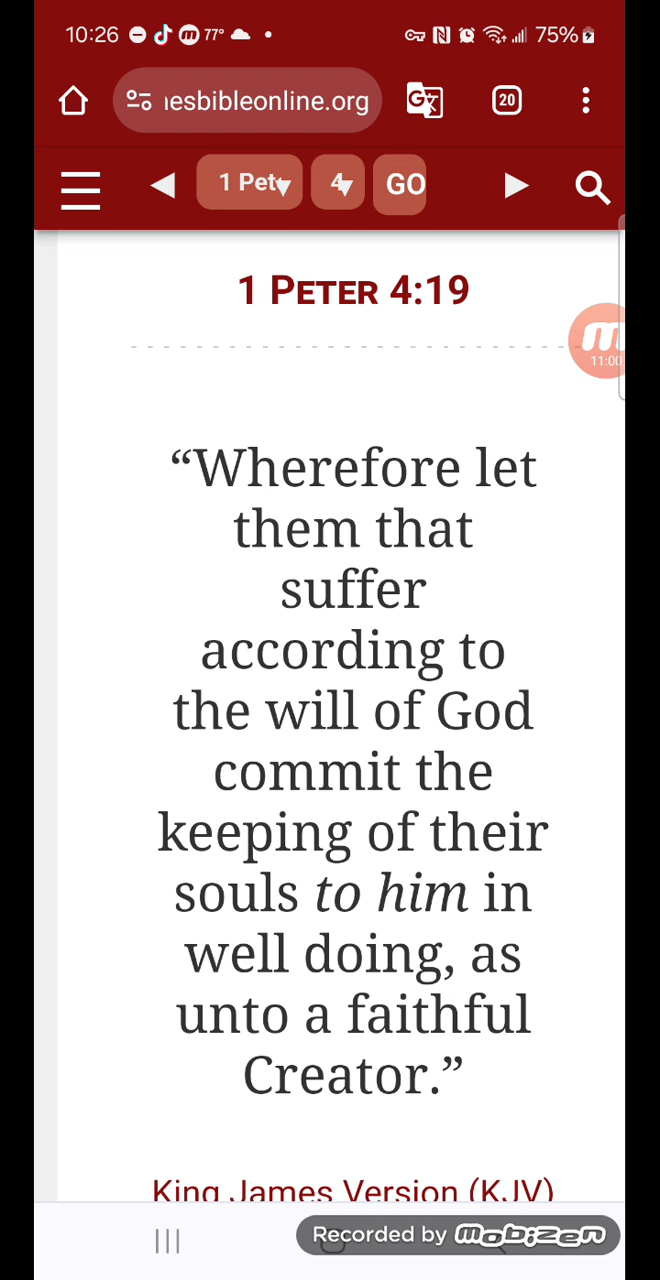 10:26 77° 75%
nesbibleonline.org 20
1 Pet 4 GO
1 PETER 4:19
11:00
“Wherefore let
them that
suffer
according to
the will of God
commit the
keeping of their
souls to him in
well doing, as
unto a faithful
Creator.”
King James Version (KJV)
Recorded by mobizen